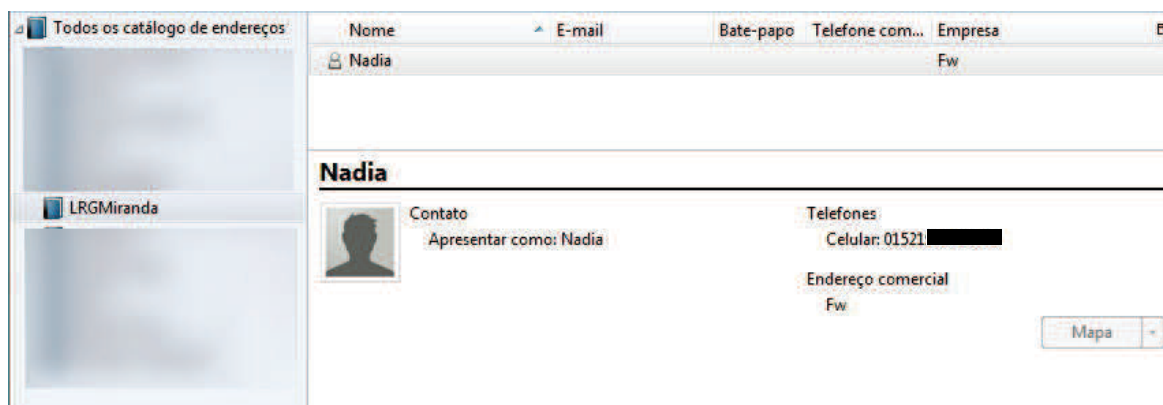 Todos os catálogo de endereços
LRGMiranda
Nome E-mail Bate-papo Telefone com... Empresa
Nadia Fw
Nadia
Contato
Apresentar como: Nadia
Telefones
Celular: 01521
Endereço comercial
Fw
Mapa